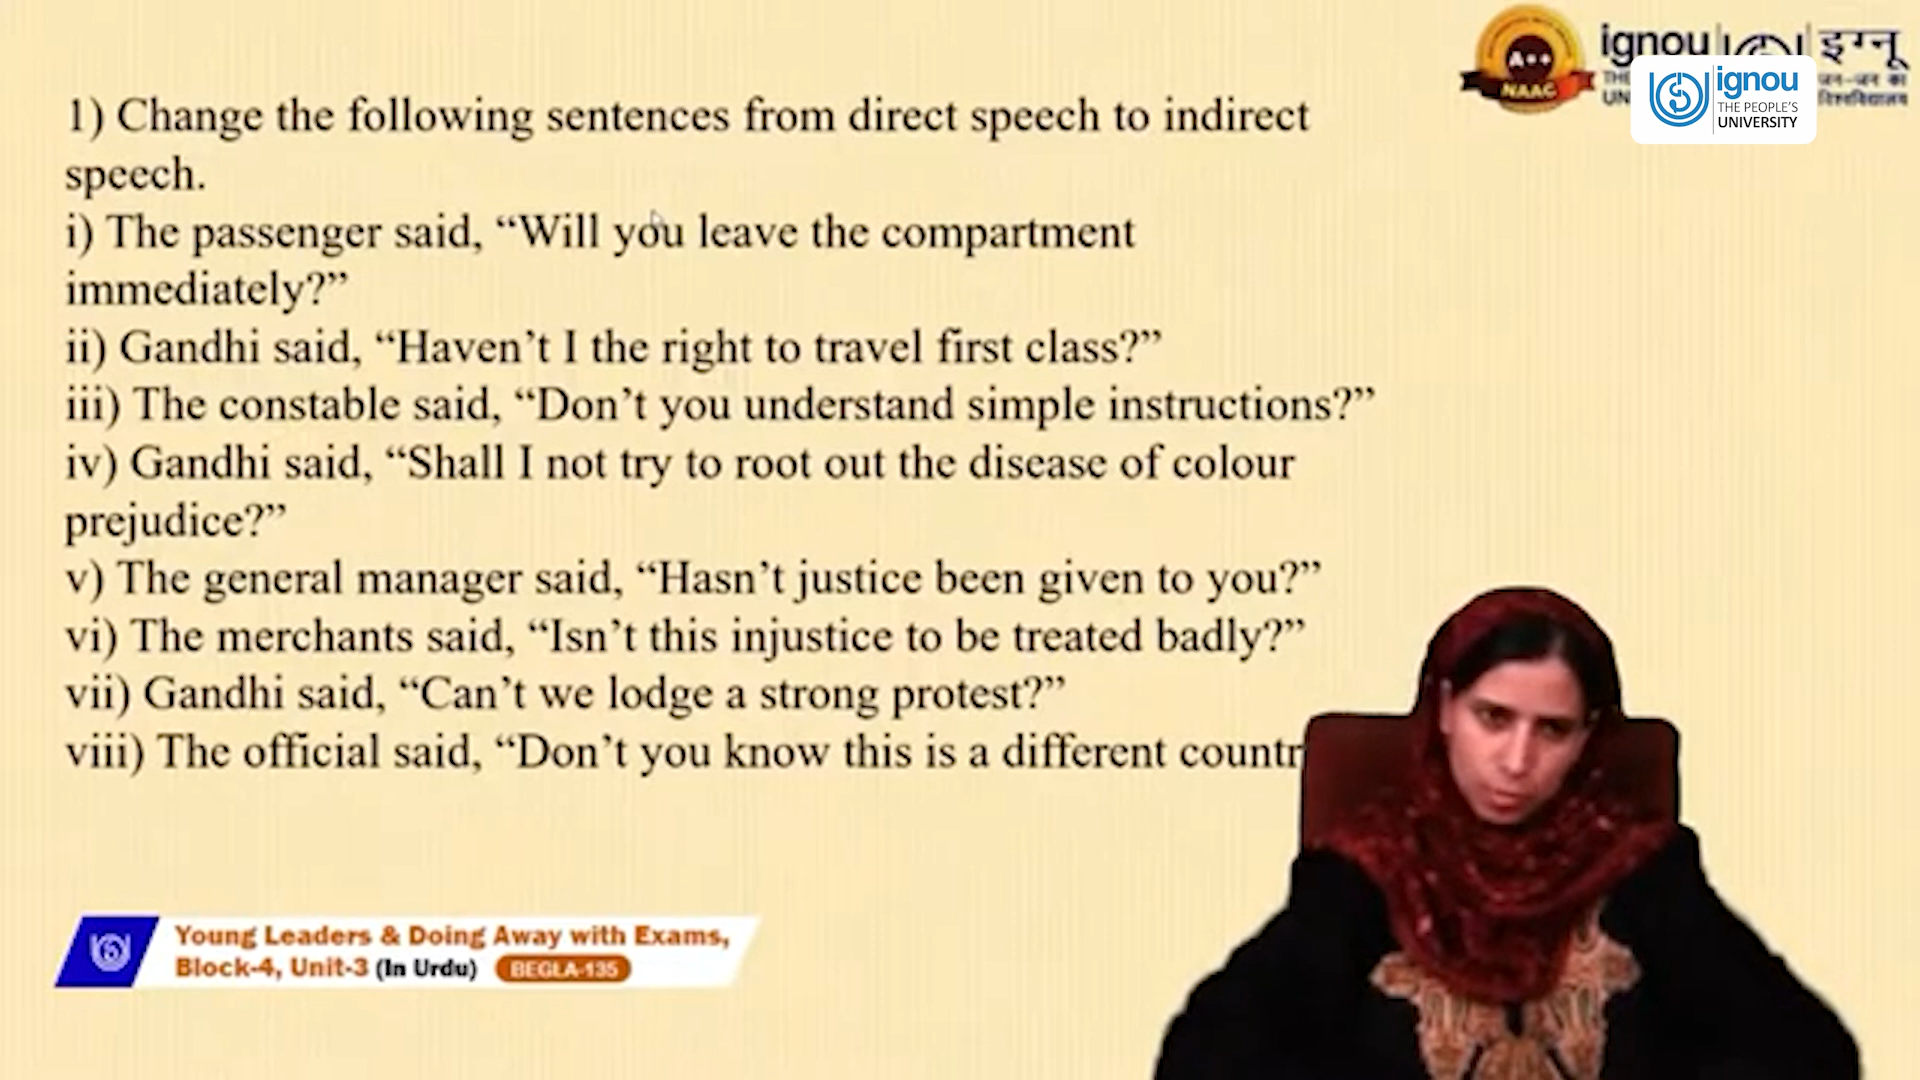 A++
NAAC
ignou
इग्नू
THE
UN
जन-जन का
विश्वविद्यालय
ignou
THE PEOPLE'S
UNIVERSITY
1) Change the following sentences from direct speech to indirect
speech.
i) The passenger said, “Will you leave the compartment
immediately?”
ii) Gandhi said, “Haven’t I the right to travel first class?”
iii) The constable said, “Don’t you understand simple instructions?”
iv) Gandhi said, “Shall I not try to root out the disease of colour
prejudice?”
v) The general manager said, “Hasn’t justice been given to you?”
vi) The merchants said, “Isn’t this injustice to be treated badly?”
vii) Gandhi said, “Can’t we lodge a strong protest?”
viii) The official said, “Don’t you know this is a different countr
Young Leaders & Doing Away with Exams,
Block-4, Unit-3 (In Urdu) BEGLA-135